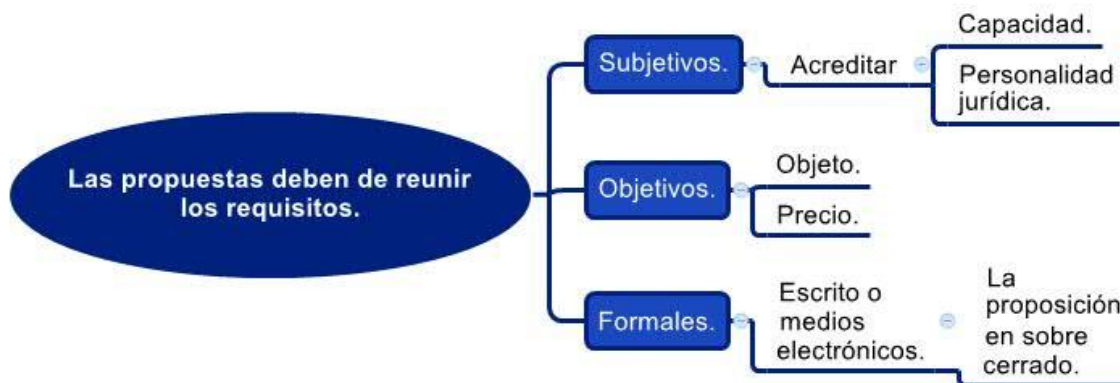 Las propuestas deben de reunir
los requisitos.
Subjetivos.
Acreditar
Capacidad.
Personalidad
jurídica.
Objetivos.
Objeto.
Precio.
Formales.
Escrito o
medios
electrónicos.
La
proposición
en sobre
cerrado.